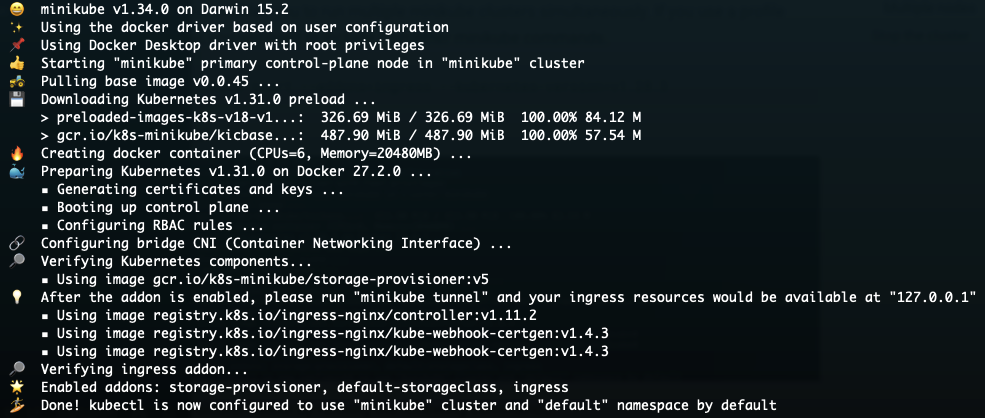 😄 minikube v1.34.0 on Darwin 15.2
✨ Using the docker driver based on user configuration
📌 Using Docker Desktop driver with root privileges
👍 Starting "minikube" primary control-plane node in "minikube" cluster
🚜 Pulling base image v0.0.45 ...
💾 Downloading Kubernetes v1.31.0 preload ...
> preloaded-images-k8s-v18-v1...: 326.69 MiB / 326.69 MiB 100.00% 84.12 M
> gcr.io/k8s-minikube/kicbase...: 487.90 MiB / 487.90 MiB 100.00% 57.54 M
🔥 Creating docker container (CPUs=6, Memory=20480MB) ...
🐳 Preparing Kubernetes v1.31.0 on Docker 27.2.0 ...
▪ Generating certificates and keys ...
▪ Booting up control plane ...
▪ Configuring RBAC rules ...
🔗 Configuring bridge CNI (Container Networking Interface) ...
🔎 Verifying Kubernetes components...
▪ Using image gcr.io/k8s-minikube/storage-provisioner:v5
💡 After the addon is enabled, please run "minikube tunnel" and your ingress resources would be available at "127.0.0.1"
▪ Using image registry.k8s.io/ingress-nginx/controller:v1.11.2
▪ Using image registry.k8s.io/ingress-nginx/kube-webhook-certgen:v1.4.3
▪ Using image registry.k8s.io/ingress-nginx/kube-webhook-certgen:v1.4.3
🔎 Verifying ingress addon...
🌟 Enabled addons: storage-provisioner, default-storageclass, ingress
🏄 Done! kubectl is now configured to use "minikube" cluster and "default" namespace by default